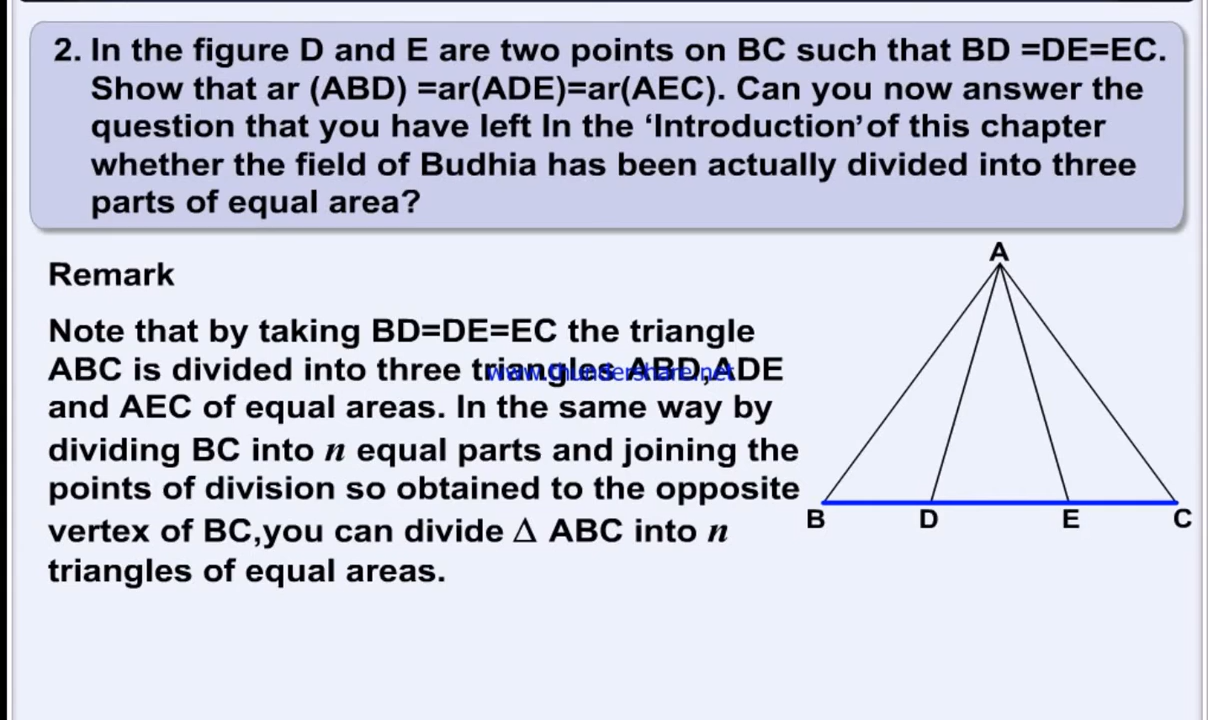 2. In the figure D and E are two points on BC such that BD =DE=EC.
Show that ar (ABD) =ar(ADE)=ar(AEC). Can you now answer the
question that you have left In the ‘Introduction’of this chapter
whether the field of Budhia has been actually divided into three
parts of equal area?
Remark
Note that by taking BD=DE=EC the triangle
ABC is divided into three triangles ABD,ADE
www.thundershare.net
and AEC of equal areas. In the same way by
dividing BC into n equal parts and joining the
points of division so obtained to the opposite
vertex of BC,you can divide Δ ABC into n
triangles of equal areas.
A
B D E C